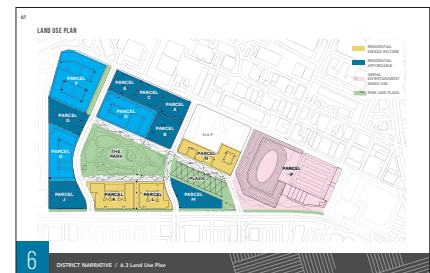 61
LAND USE PLAN
RESIDENTIAL
MIDDLE INCOME
RESIDENTIAL
AFFORDABLE
ARENA
ENTERTAINMENT
MIXED USE
PARK AND PLAZA
PARCEL
F
PARCEL
E
PARCEL
C
PARCEL
A
PARCEL
D
PARCEL
G
PARCEL
B
N.A.P
THE
PARK
PARCEL
H
PARCEL
N
PARCEL
P
PLAZA
PARCEL
J
PARCEL
K
PARCEL
L
PARCEL
M
6
DISTRICT NARRATIVE / 6.3 Land Use Plan